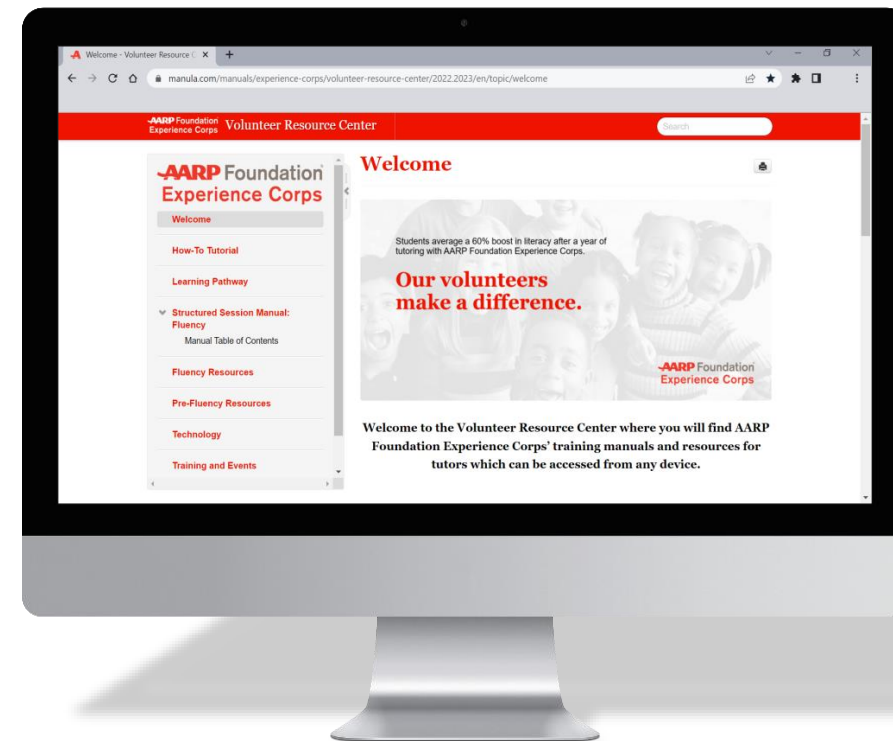 Welcome - Volunteer Resource C
manula.com/manuals/experience-corps/volunteer-resource-center/2022.2023/en/topic/welcome
AARP Foundation
Experience Corps
Volunteer Resource Center
Search
AARP Foundation
Experience Corps
Welcome
How-To Tutorial
Learning Pathway
Structured Session Manual:
Fluency
Manual Table of Contents
Fluency Resources
Pre-Fluency Resources
Technology
Training and Events
Welcome
Students average a 60% boost in literacy after a year of
tutoring with AARP Foundation Experience Corps.
Our volunteers
make a difference.
AARP Foundation
Experience Corps
Welcome to the Volunteer Resource Center where you will find AARP
Foundation Experience Corps' training manuals and resources for
tutors which can be accessed from any device.